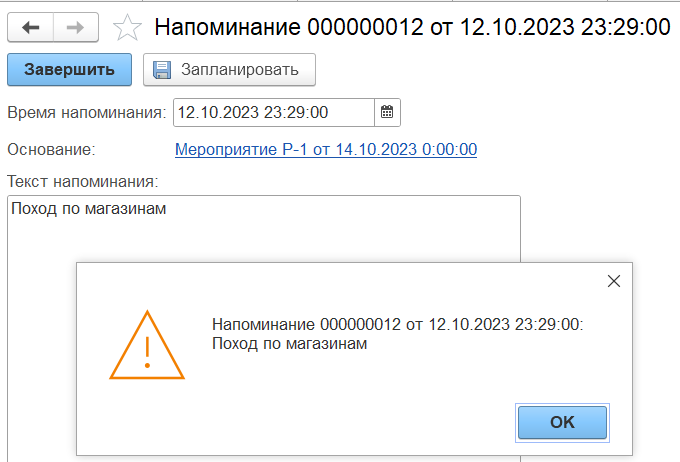 Напоминание 000000012 от 12.10.2023 23:29:00
Завершить
Запланировать
Время напоминания: 12.10.2023 23:29:00
Основание: Мероприятие Р-1 от 14.10.2023 0:00:00
Текст напоминания:
Поход по магазинам
Напоминание 000000012 от 12.10.2023 23:29:00:
Поход по магазинам
OK